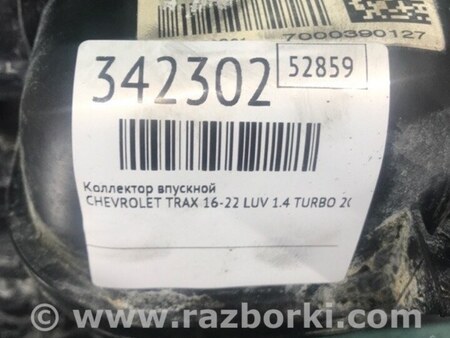 7000390127
342302
52859
Коллектор впускной
CHEVROLET TRAX 16-22 LUV 1.4 TURBO
www.razborki.com